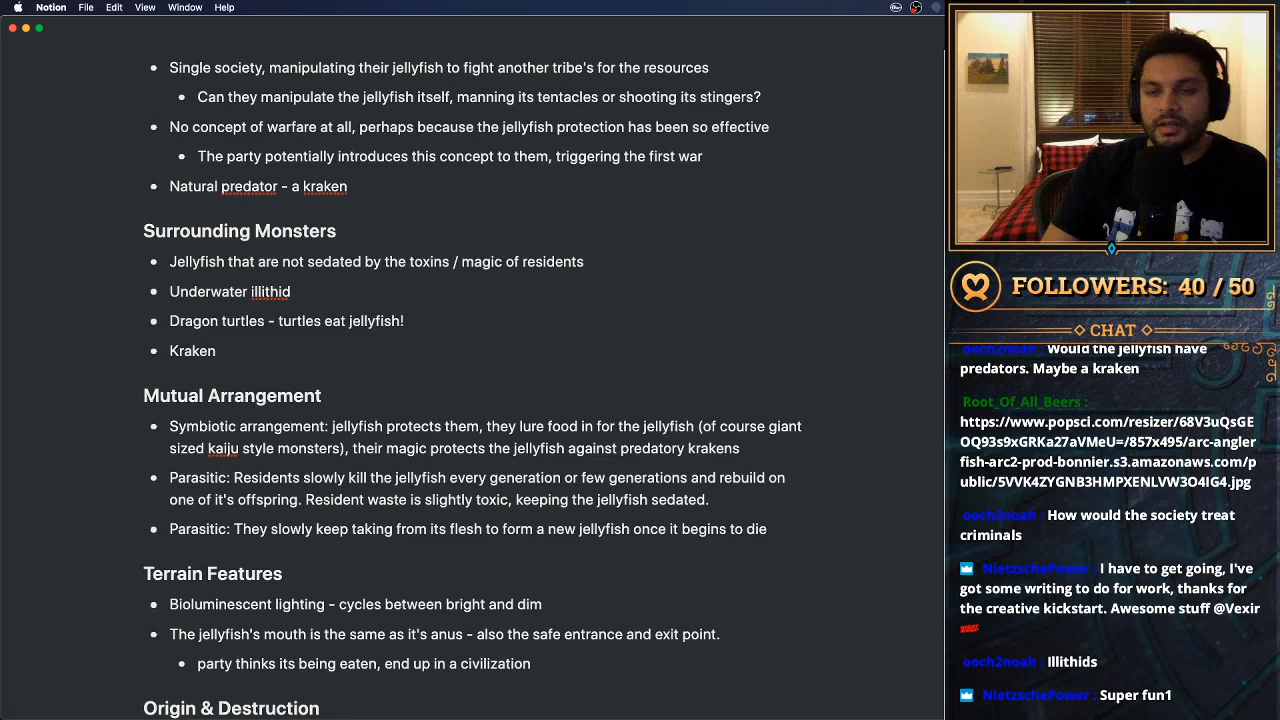 Notion File Edit View Window Help
Single society, manipulating their jellyfish to fight another tribe's for the resources
Can they manipulate the jellyfish itself, manning its tentacles or shooting its stingers?
No concept of warfare at all, perhaps because the jellyfish protection has been so effective
The party potentially introduces this concept to them, triggering the first war
Natural predator - a kraken
Surrounding Monsters
Jellyfish that are not sedated by the toxins / magic of residents
Underwater illithid
Dragon turtles - turtles eat jellyfish!
Kraken
Mutual Arrangement
Symbiotic arrangement: jellyfish protects them, they lure food in for the jellyfish (of course giant
sized kaiju style monsters), their magic protects the jellyfish against predatory krakens
Parasitic: Residents slowly kill the jellyfish every generation or few generations and rebuild on
one of it's offspring. Resident waste is slightly toxic, keeping the jellyfish sedated.
Parasitic: They slowly keep taking from its flesh to form a new jellyfish once it begins to die
Terrain Features
Bioluminescent lighting - cycles between bright and dim
The jellyfish's mouth is the same as it's anus - also the safe entrance and exit point.
party thinks its being eaten, end up in a civilization
Origin & Destruction
FOLLOWERS: 40 / 50
CHAT
ooch2noah : Would the jellyfish have
predators. Maybe a kraken
Root_Of_All_Beers :
https://www.popsci.com/resizer/68V3uQsGE
OQ93s9xGRKa27aVMeU=/857x495/arc-angler
fish-arc2-prod-bonnier.s3.amazonaws.com/p
ublic/5VVK4ZYGNB3HMPXENLVW3O4IG4.jpg
ooch2noah : How would the society treat
criminals
NietzschePower : I have to get going, I've
got some writing to do for work, thanks for
the creative kickstart. Awesome stuff @Vexir
ooch2noah : Illithids
NietzschePower : Super fun1